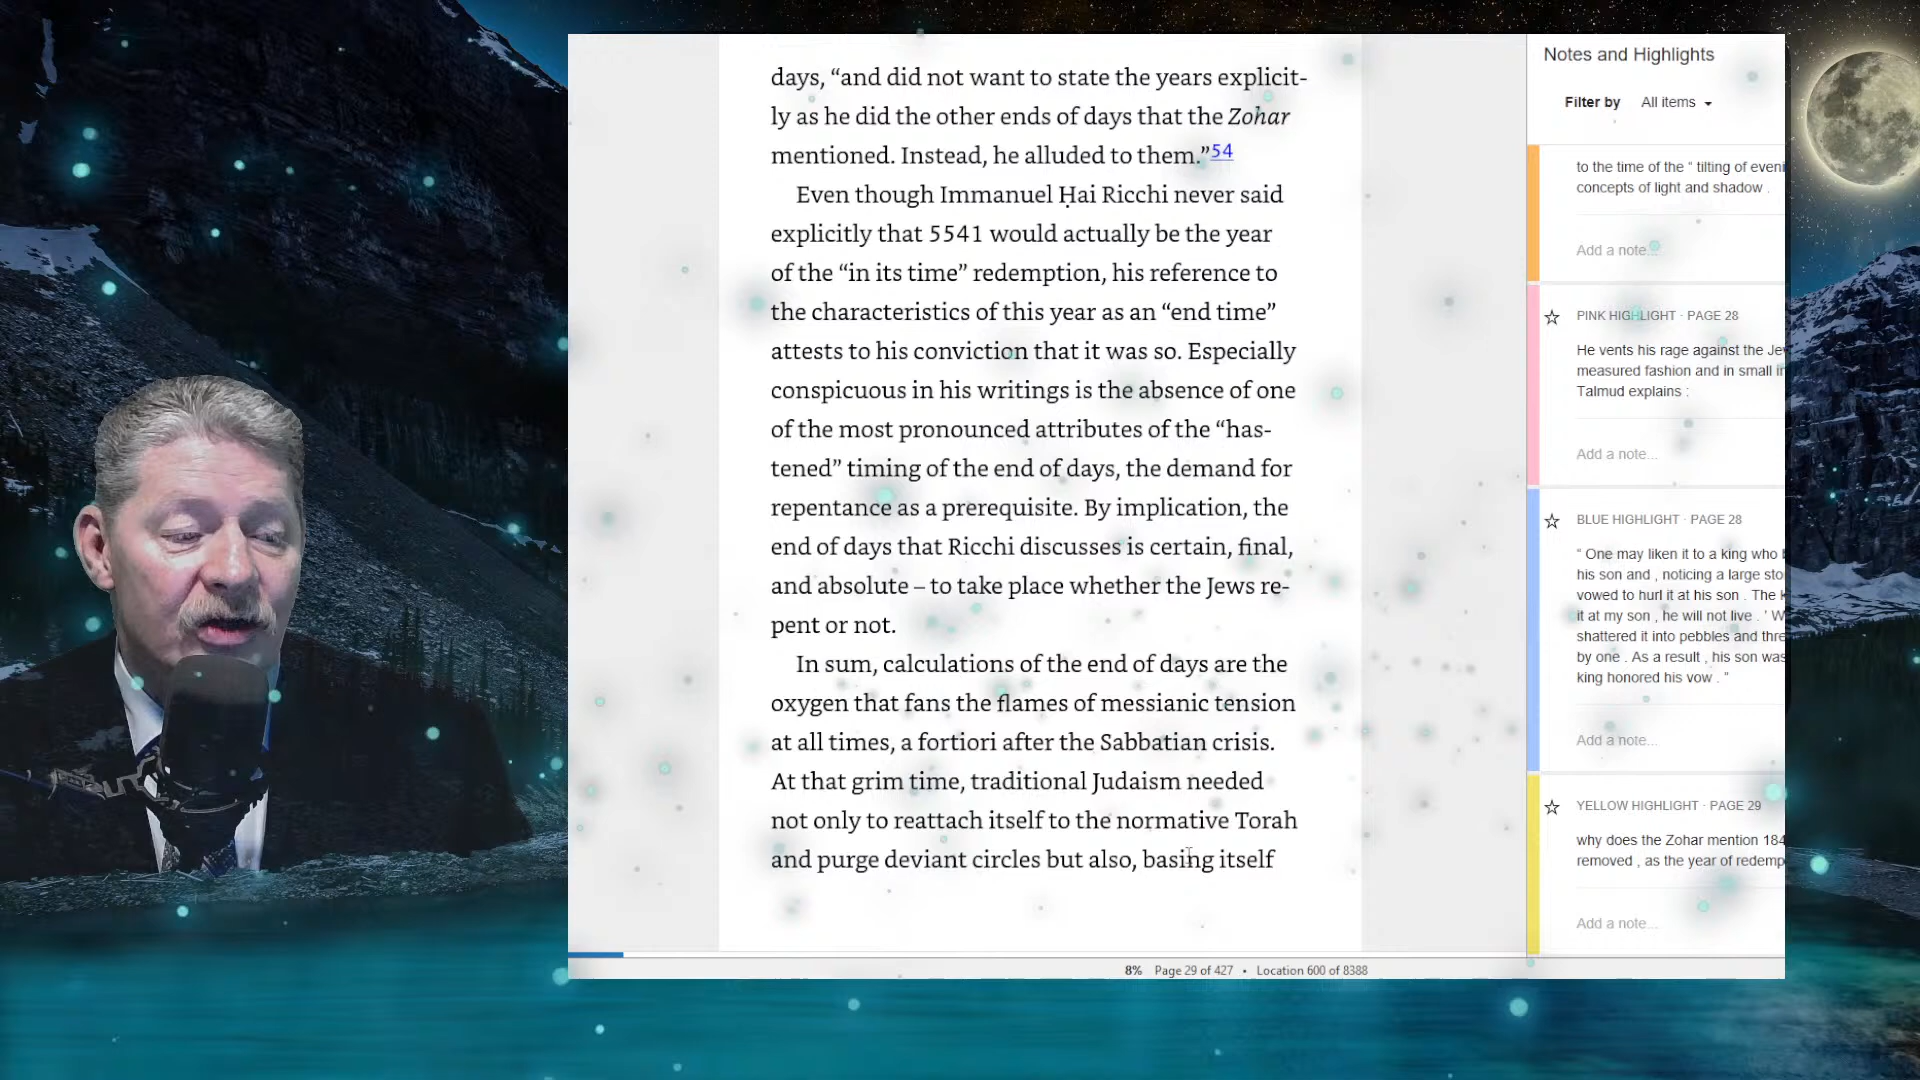 days, “and did not want to state the years explicit-
ly as he did the other ends of days that the Zohar
mentioned. Instead, he alluded to them.”54
Even though Immanuel Ḥai Ricchi never said
explicitly that 5541 would actually be the year
of the “in its time” redemption, his reference to
the characteristics of this year as an “end time”
attests to his conviction that it was so. Especially
conspicuous in his writings is the absence of one
of the most pronounced attributes of the “has-
tened” timing of the end of days, the demand for
repentance as a prerequisite. By implication, the
end of days that Ricchi discusses is certain, final,
and absolute – to take place whether the Jews re-
pent or not.
In sum, calculations of the end of days are the
oxygen that fans the flames of messianic tension
at all times, a fortiori after the Sabbatian crisis.
At that grim time, traditional Judaism needed
not only to reattach itself to the normative Torah
and purge deviant circles but also, basing itself
8% Page 29 of 427 • Location 600 of 8388
Notes and Highlights
Filter by All items
to the time of the “ tilting of eveni
concepts of light and shadow .
Add a note...
PINK HIGHLIGHT · PAGE 28
He vents his rage against the Je
measured fashion and in small i
Talmud explains :
Add a note...
BLUE HIGHLIGHT · PAGE 28
“ One may liken it to a king who
his son and , noticing a large sto
vowed to hurl it at his son . The
it at my son , he will not live . ’ W
shattered it into pebbles and thre
by one . As a result , his son was
king honored his vow . ”
Add a note...
YELLOW HIGHLIGHT · PAGE 29
why does the Zohar mention 184
removed , as the year of redemp
Add a note...